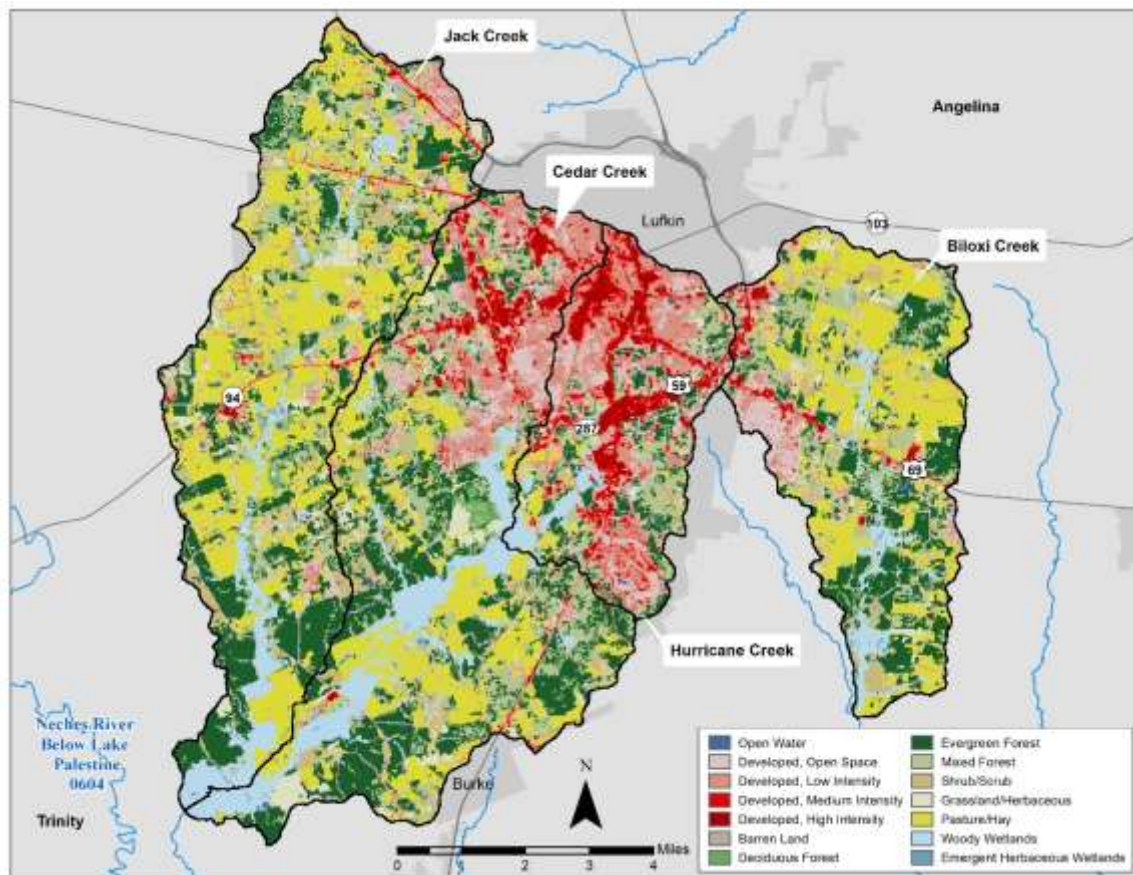 Jack Creek
Angelina
Cedar Creek
Lufkin
103
Biloxi Creek
59
94
287
69
Hurricane Creek
Neches River
Below Lake
Palestine
0604
Trinity
Burke
N
Miles
0 1 2 3 4
Open Water
Developed, Open Space
Developed, Low Intensity
Developed, Medium Intensity
Developed, High Intensity
Barren Land
Deciduous Forest
Evergreen Forest
Mixed Forest
Shrub/Scrub
Grassland/Herbaceous
Pasture/Hay
Woody Wetlands
Emergent Herbaceous Wetlands